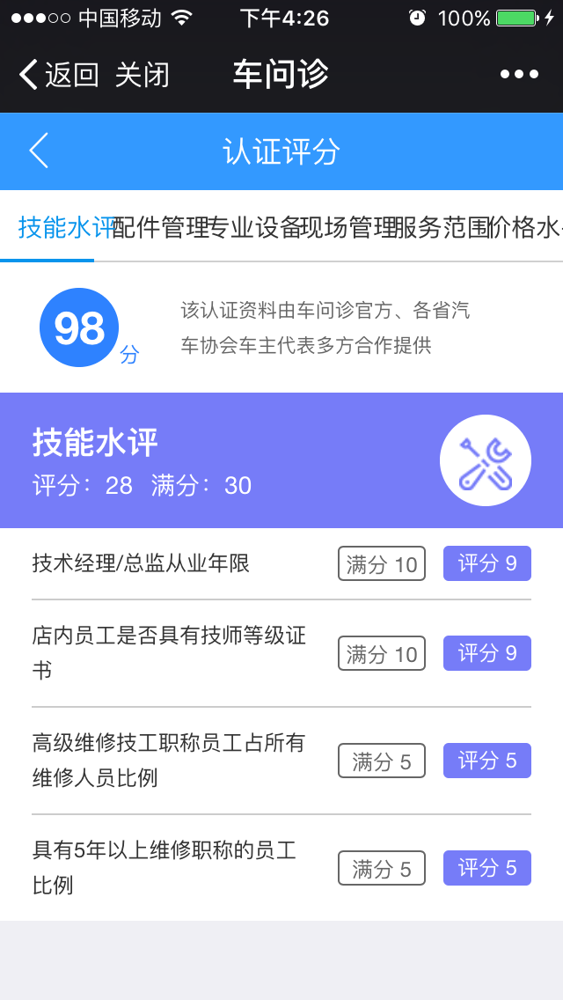 中国移动 下午4:26 100%
返回 关闭 车问诊
认证评分
技能水评 配件管理 专业设备 现场管理 服务范围 价格水
98 分
该认证资料由车问诊官方、各省汽
车协会车主代表多方合作提供
技能水评
评分：28 满分：30
技术经理/总监从业年限 满分 10 评分 9
店内员工是否具有技师等级证
书
满分 10 评分 9
高级维修技工职称员工占所有
维修人员比例
满分 5 评分 5
具有5年以上维修职称的员工
比例
满分 5 评分 5